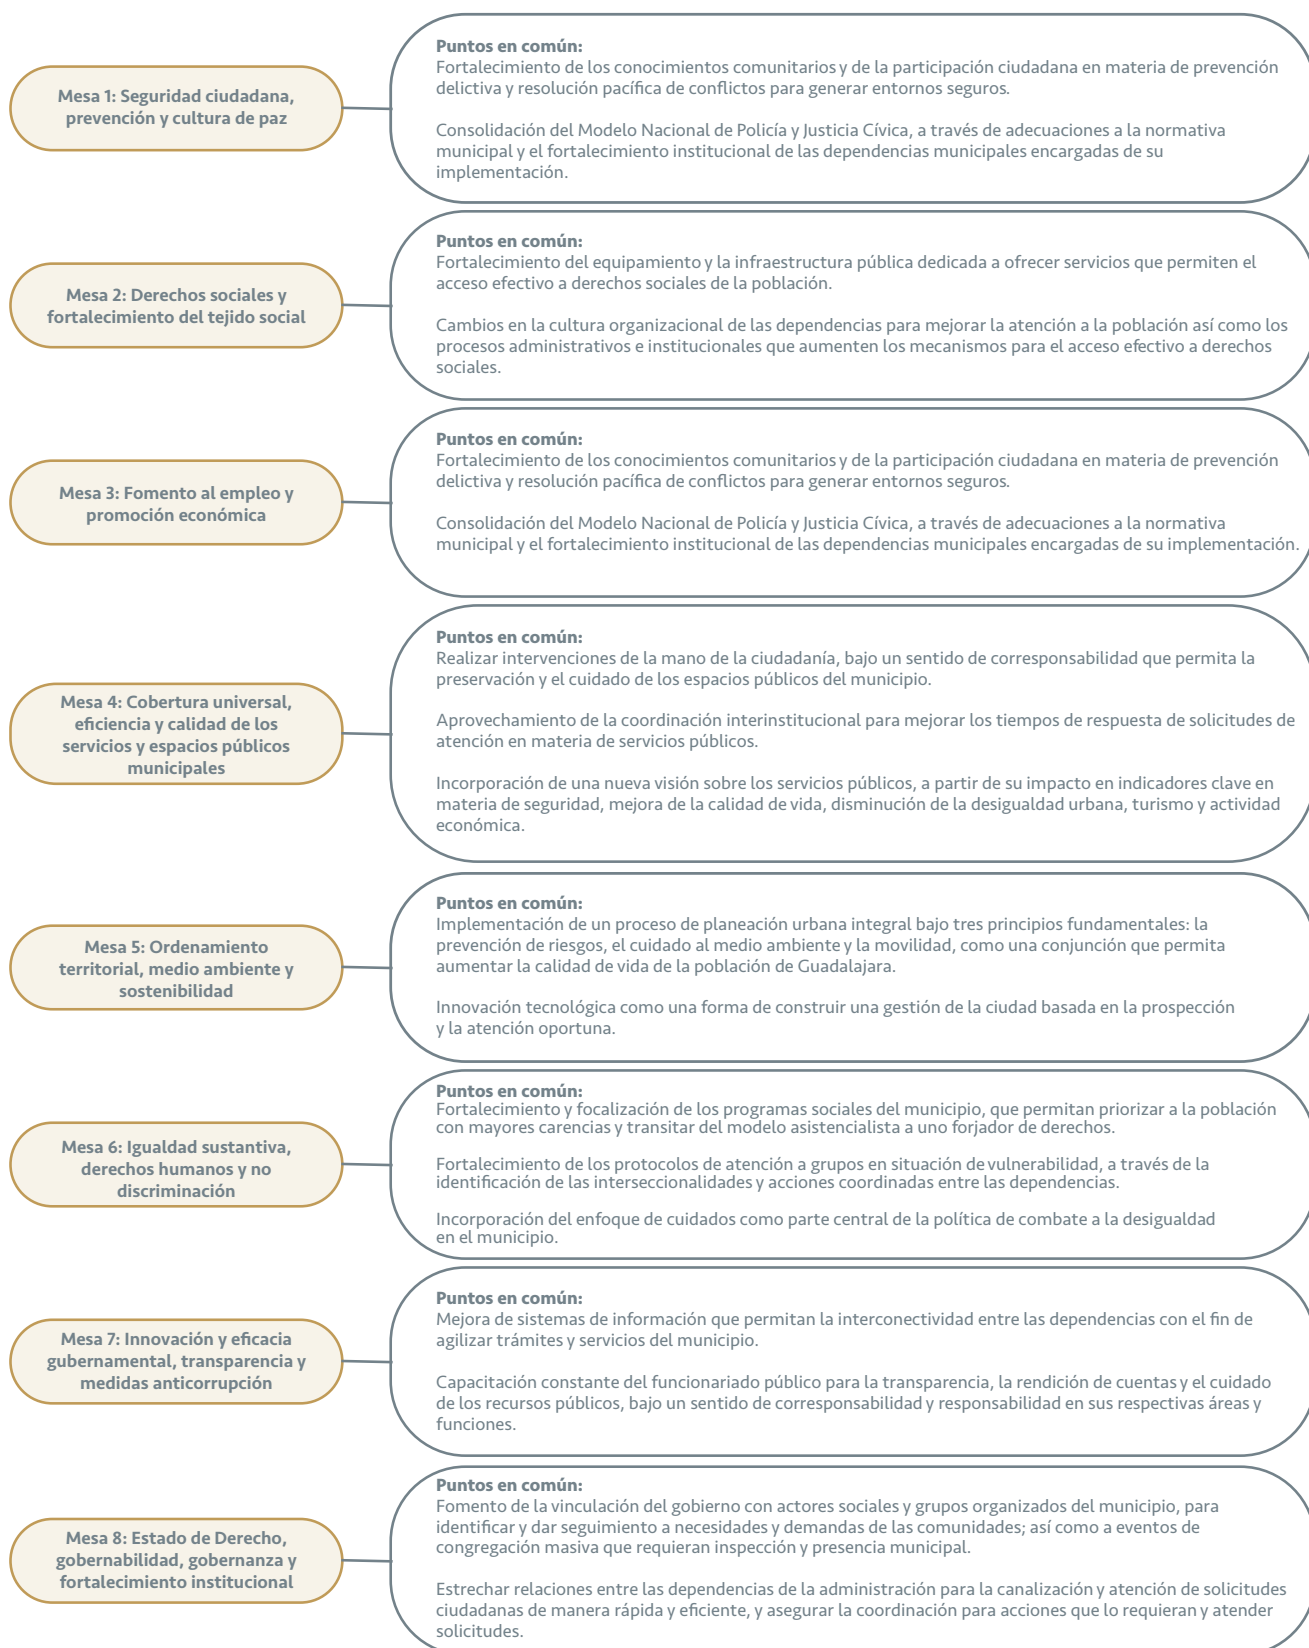 Mesa 1: Seguridad ciudadana,
prevención y cultura de paz
Puntos en común:
Fortalecimiento de los conocimientos comunitarios y de la participación ciudadana en materia de prevención
delictiva y resolución pacífica de conflictos para generar entornos seguros.
Consolidación del Modelo Nacional de Policía y Justicia Cívica, a través de adecuaciones a la normativa
municipal y el fortalecimiento institucional de las dependencias municipales encargadas de su
implementación.
Mesa 2: Derechos sociales y
fortalecimiento del tejido social
Puntos en común:
Fortalecimiento del equipamiento y la infraestructura pública dedicada a ofrecer servicios que permiten el
acceso efectivo a derechos sociales de la población.
Cambios en la cultura organizacional de las dependencias para mejorar la atención a la población así como los
procesos administrativos e institucionales que aumenten los mecanismos para el acceso efectivo a derechos
sociales.
Mesa 3: Fomento al empleo y
promoción económica
Puntos en común:
Fortalecimiento de los conocimientos comunitarios y de la participación ciudadana en materia de prevención
delictiva y resolución pacífica de conflictos para generar entornos seguros.
Consolidación del Modelo Nacional de Policía y Justicia Cívica, a través de adecuaciones a la normativa
municipal y el fortalecimiento institucional de las dependencias municipales encargadas de su implementación.
Mesa 4: Cobertura universal,
eficiencia y calidad de los
servicios y espacios públicos
municipales
Puntos en común:
Realizar intervenciones de la mano de la ciudadanía, bajo un sentido de corresponsabilidad que permita la
preservación y el cuidado de los espacios públicos del municipio.
Aprovechamiento de la coordinación interinstitucional para mejorar los tiempos de respuesta de solicitudes de
atención en materia de servicios públicos.
Incorporación de una nueva visión sobre los servicios públicos, a partir de su impacto en indicadores clave en
materia de seguridad, mejora de la calidad de vida, disminución de la desigualdad urbana, turismo y actividad
económica.
Mesa 5: Ordenamiento
territorial, medio ambiente y
sostenibilidad
Puntos en común:
Implementación de un proceso de planeación urbana integral bajo tres principios fundamentales: la
prevención de riesgos, el cuidado al medio ambiente y la movilidad, como una conjunción que permita
aumentar la calidad de vida de la población de Guadalajara.
Innovación tecnológica como una forma de construir una gestión de la ciudad basada en la prospección
y la atención oportuna.
Mesa 6: Igualdad sustantiva,
derechos humanos y no
discriminación
Puntos en común:
Fortalecimiento y focalización de los programas sociales del municipio, que permitan priorizar a la población
con mayores carencias y transitar del modelo asistencialista a uno forjador de derechos.
Fortalecimiento de los protocolos de atención a grupos en situación de vulnerabilidad, a través de la
identificación de las interseccionalidades y acciones coordinadas entre las dependencias.
Incorporación del enfoque de cuidados como parte central de la política de combate a la desigualdad
en el municipio.
Mesa 7: Innovación y eficacia
gubernamental, transparencia y
medidas anticorrupción
Puntos en común:
Mejora de sistemas de información que permitan la interconectividad entre las dependencias con el fin de
agilizar trámites y servicios del municipio.
Capacitación constante del funcionariado público para la transparencia, la rendición de cuentas y el cuidado
de los recursos públicos, bajo un sentido de corresponsabilidad y responsabilidad en sus respectivas áreas y
funciones.
Mesa 8: Estado de Derecho,
gobernabilidad, gobernanza y
fortalecimiento institucional
Puntos en común:
Fomento de la vinculación del gobierno con actores sociales y grupos organizados del municipio, para
identificar y dar seguimiento a necesidades y demandas de las comunidades; así como a eventos de
congregación masiva que requieran inspección y presencia municipal.
Estrechar relaciones entre las dependencias de la administración para la canalización y atención de solicitudes
ciudadanas de manera rápida y eficiente, y asegurar la coordinación para acciones que lo requieran y atender
solicitudes.